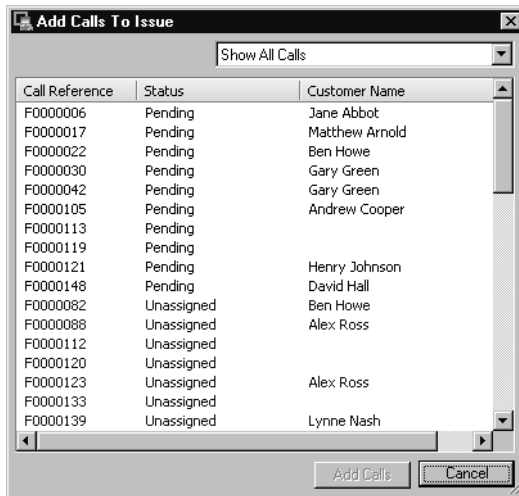 Add Calls To Issue
Show All Calls
Call Reference Status Customer Name
F0000006 Pending Jane Abbot
F0000017 Pending Matthew Arnold
F0000022 Pending Ben Howe
F0000030 Pending Gary Green
F0000042 Pending Gary Green
F0000105 Pending Andrew Cooper
F0000113 Pending
F0000119 Pending
F0000121 Pending Henry Johnson
F0000148 Pending David Hall
F0000082 Unassigned Ben Howe
F0000088 Unassigned Alex Ross
F0000112 Unassigned
F0000120 Unassigned
F0000123 Unassigned Alex Ross
F0000133 Unassigned
F0000139 Unassigned Lynne Nash
Add Calls Cancel